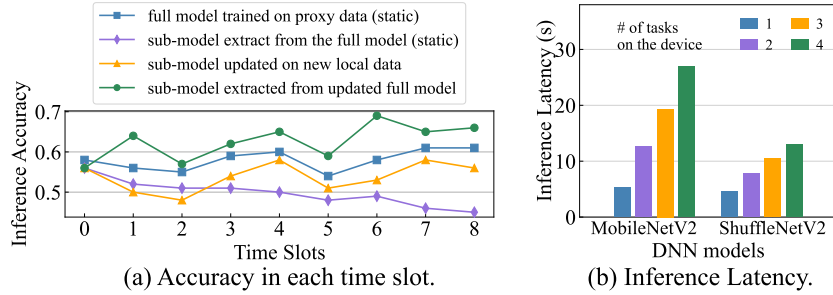 full model trained on proxy data (static)
sub-model extract from the full model (static)
sub-model updated on new local data
sub-model extracted from updated full model
Inference Accuracy
0.7
0.6
0.5
0 1 2 3 4 5 6 7 8
Time Slots
(a) Accuracy in each time slot.
Inference Latency (s)
30
20
10
0
# of tasks
on the device
1 3
2 4
MobileNetV2 ShuffleNetV2
DNN models
(b) Inference Latency.